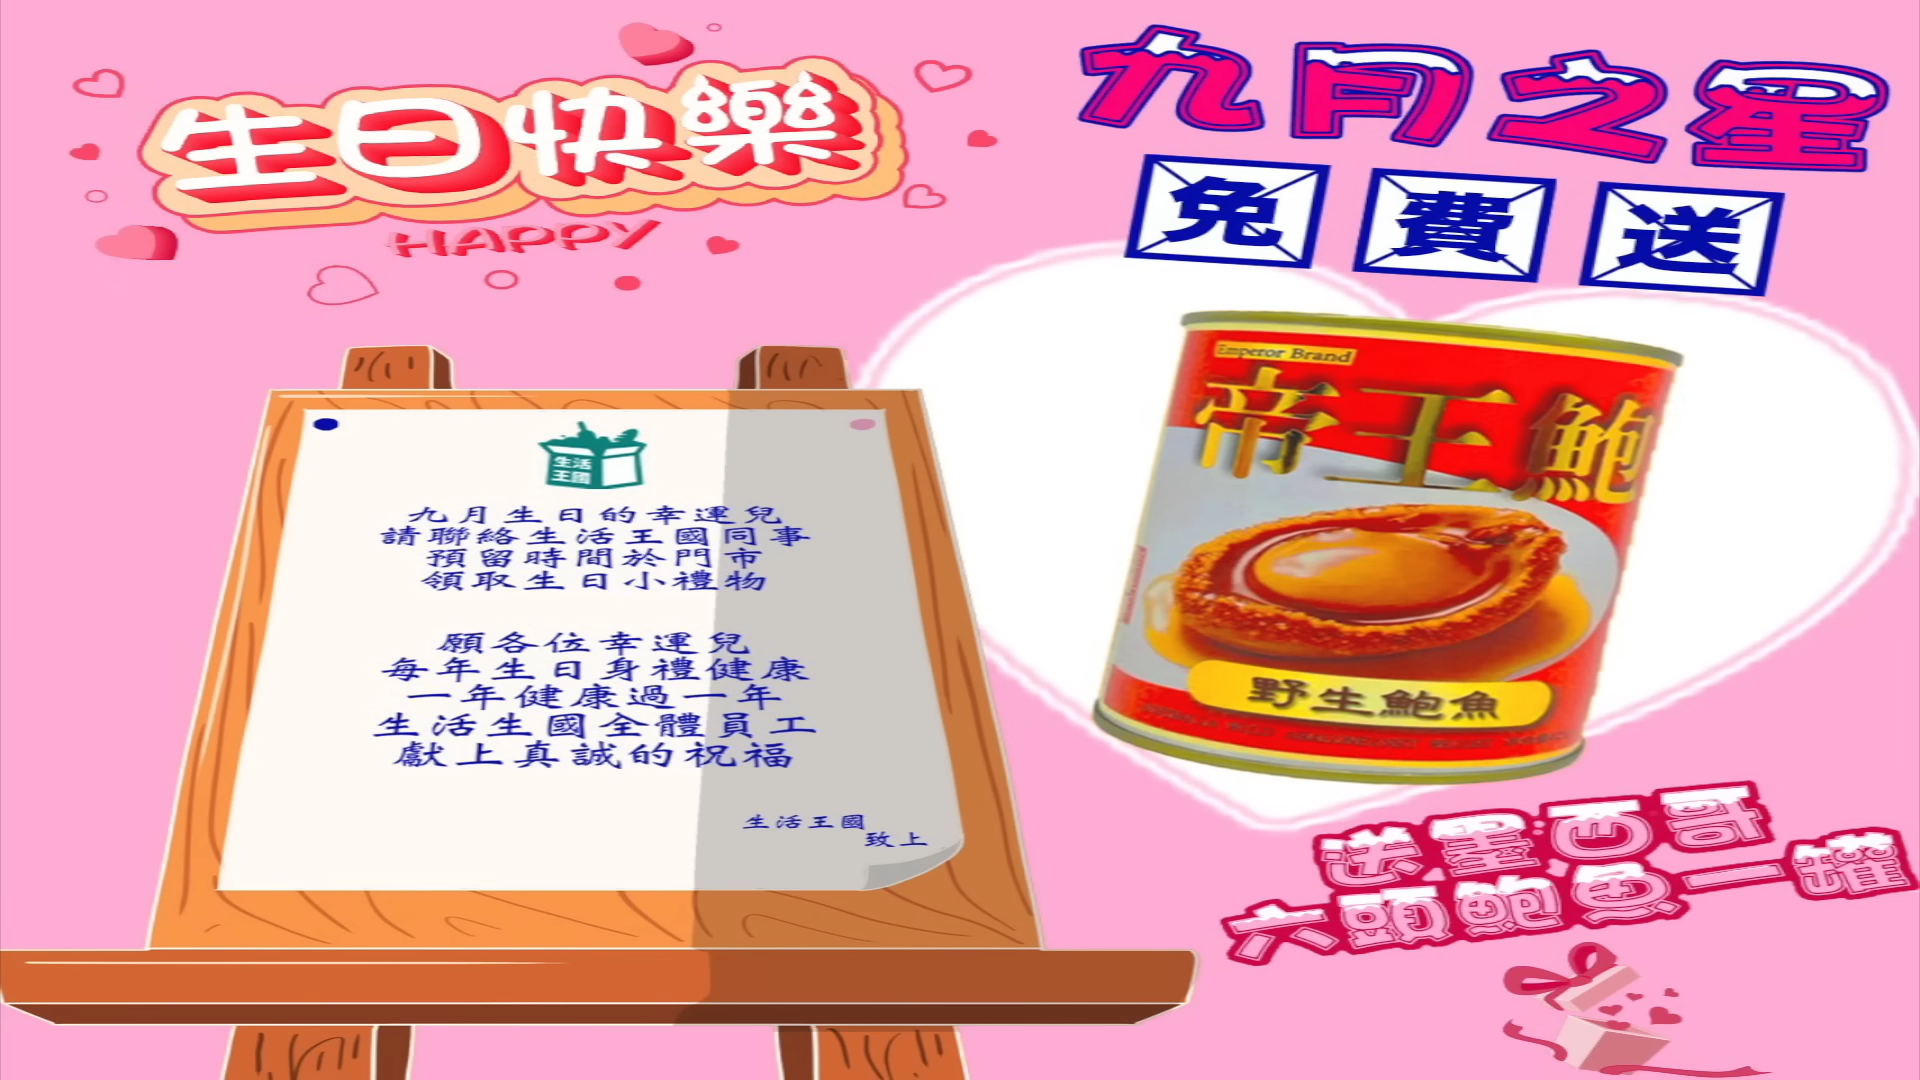 生日快樂
HAPPY
九月之星
免費送
生活
王國
九月生日的幸運兒
請聯絡生活王國同事
預留時間於門市
領取生日小禮物
願各位幸運兒
每年生日身禮健康
一年健康過一年
生活生國全體員工
獻上真誠的祝福
生活王國
致上
Emperor Brand
帝王鮑
野生鮑魚
送墨西哥
六頭鮑魚一罐